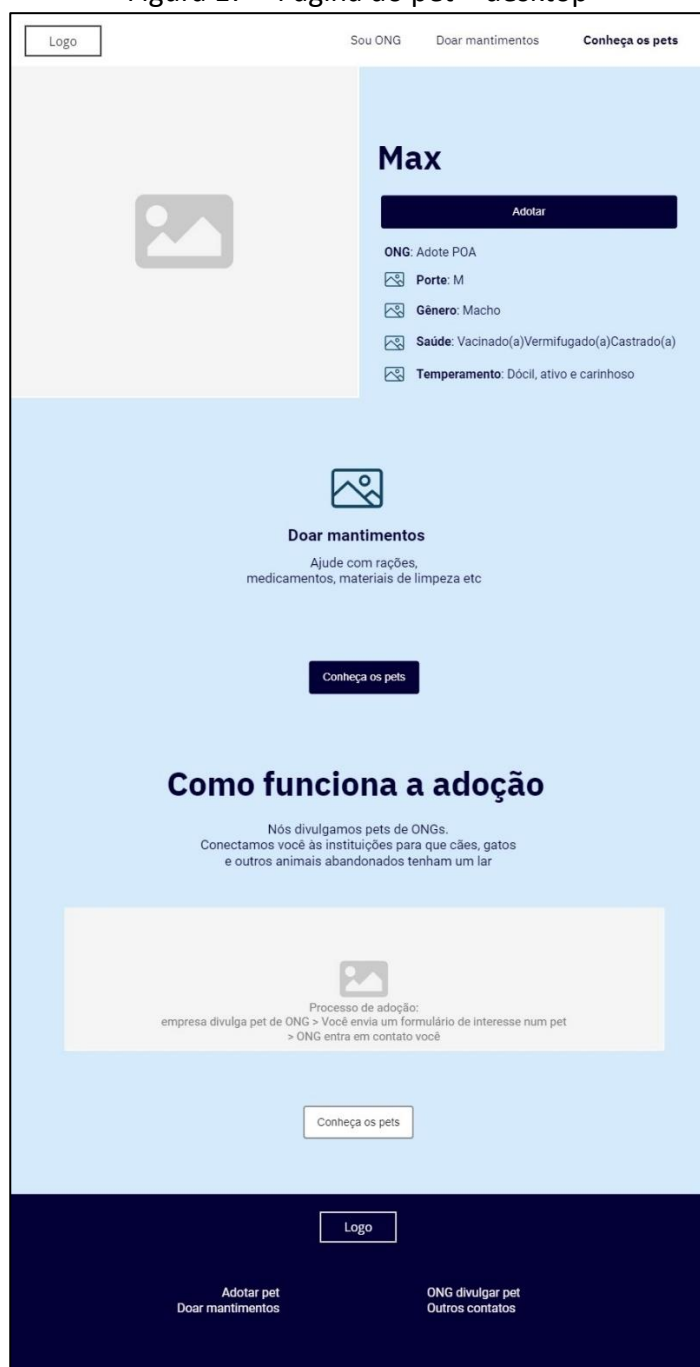 Logo
Sou ONG
Doar mantimentos
Conheça os pets
Max
Adotar
ONG: Adote POA
Porte: M
Gênero: Macho
Saúde: Vacinado(a)Vermifugado(a)Castrado(a)
Temperamento: Dócil, ativo e carinhoso
Doar mantimentos
Ajude com rações,
medicamentos, materiais de limpeza etc
Conheça os pets
Como funciona a adoção
Nós divulgamos pets de ONGs.
Conectamos você às instituições para que cães, gatos
e outros animais abandonados tenham um lar
Processo de adoção:
empresa divulga pet de ONG > Você envia um formulário de interesse num pet
> ONG entra em contato você
Conheça os pets
Logo
Adotar pet
Doar mantimentos
ONG divulgar pet
Outros contatos